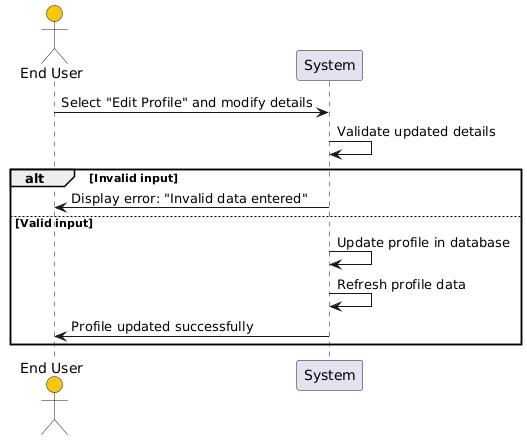 End User
System
Select "Edit Profile" and modify details
Validate updated details
alt [Invalid input]
Display error: "Invalid data entered"
[Valid input]
Update profile in database
Refresh profile data
Profile updated successfully
End User
System